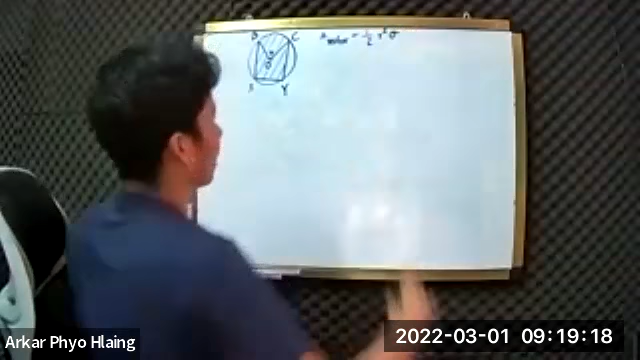 B C A sector = 1/2 r² θ
O
X Y
Arkar Phyo Hlaing
2022-03-01 09:19:18